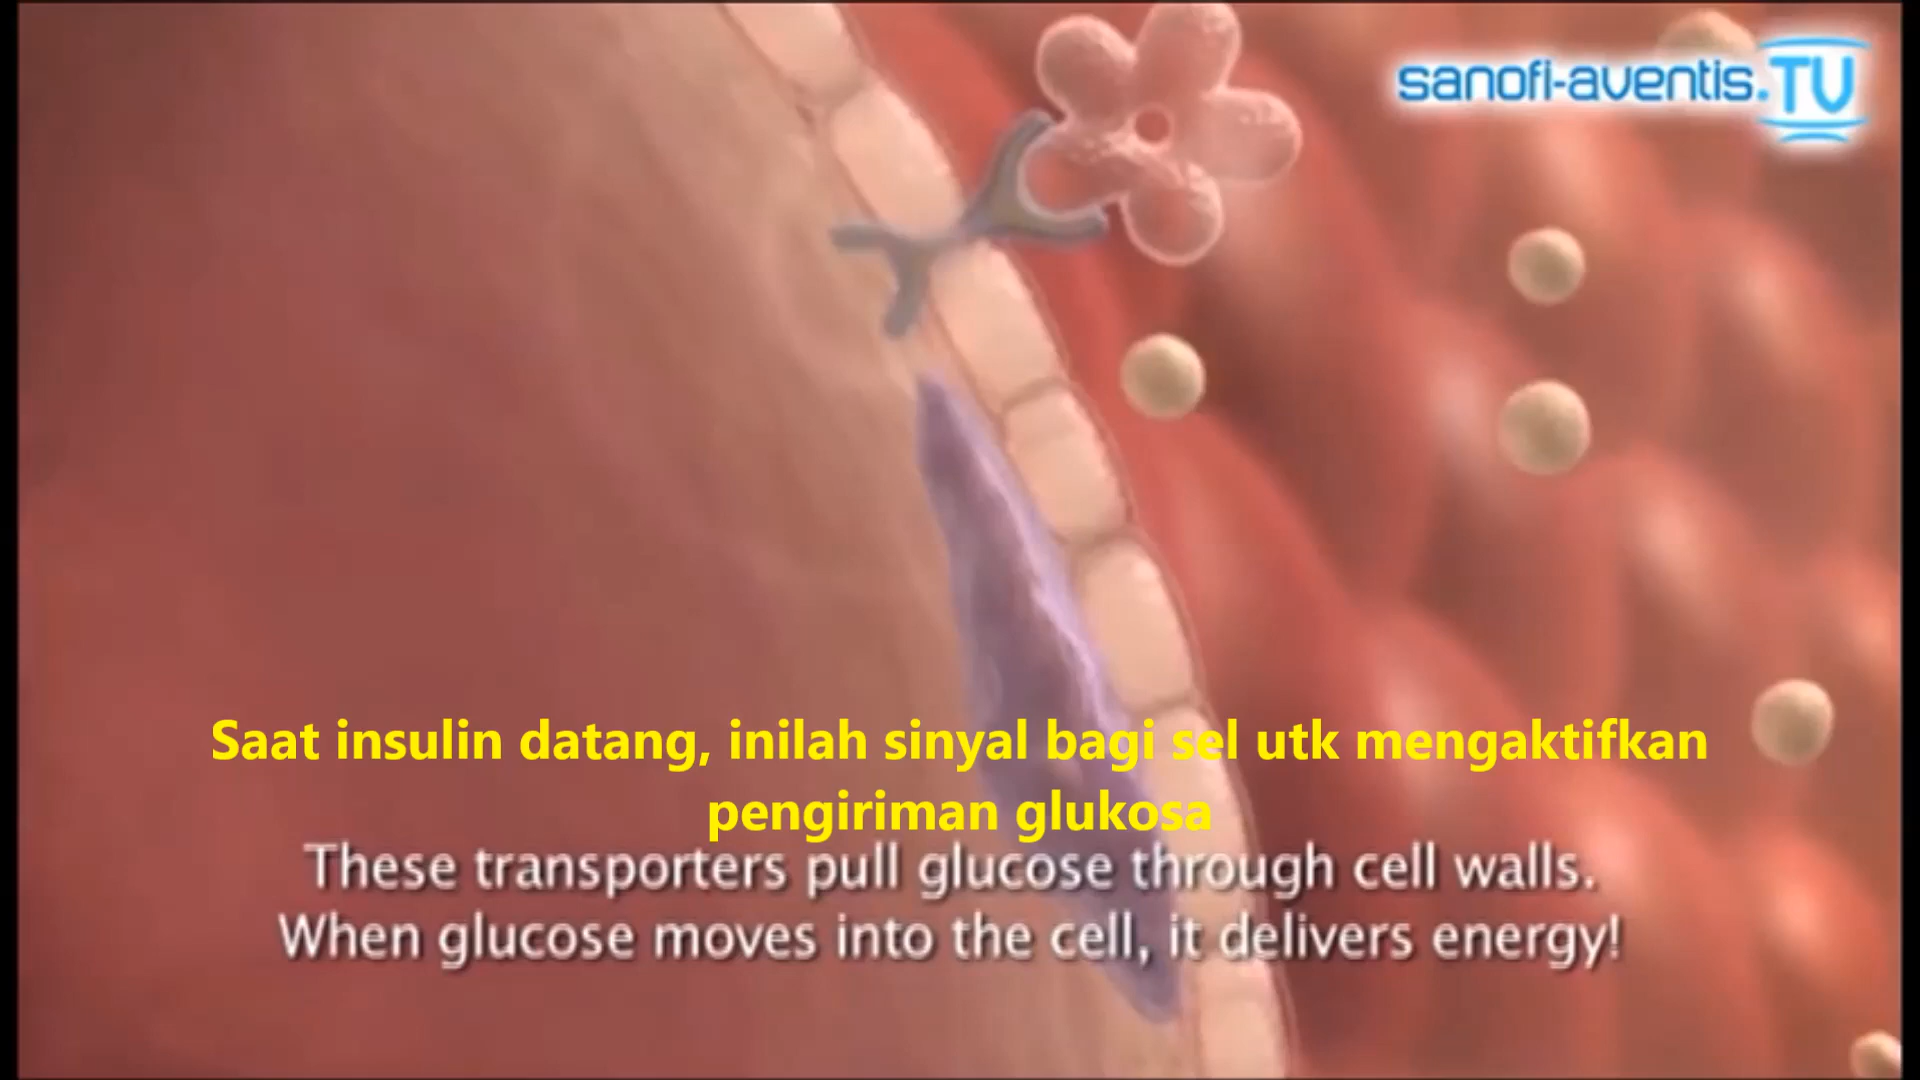 sanofi-aventis.TV
Saat insulin datang, inilah sinyal bagi sel utk mengaktifkan
pengiriman glukosa
These transporters pull glucose through cell walls.
When glucose moves into the cell, it delivers energy!